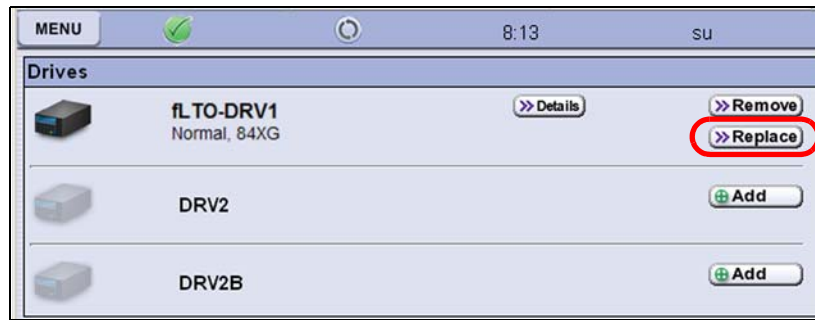 MENU 8:13 su
Drives
fLTO-DRV1 Details Remove
Normal, 84XG Replace
DRV2 Add
DRV2B Add